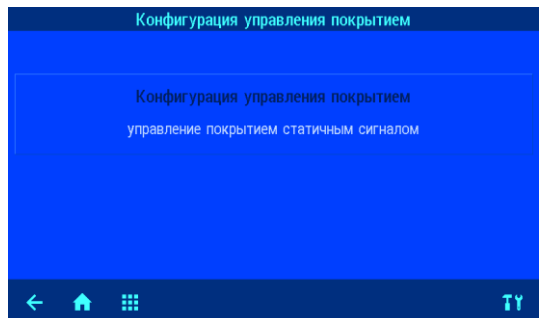 Конфигурация управления покрытием
Конфигурация управления покрытием
управление покрытием статичным сигналом